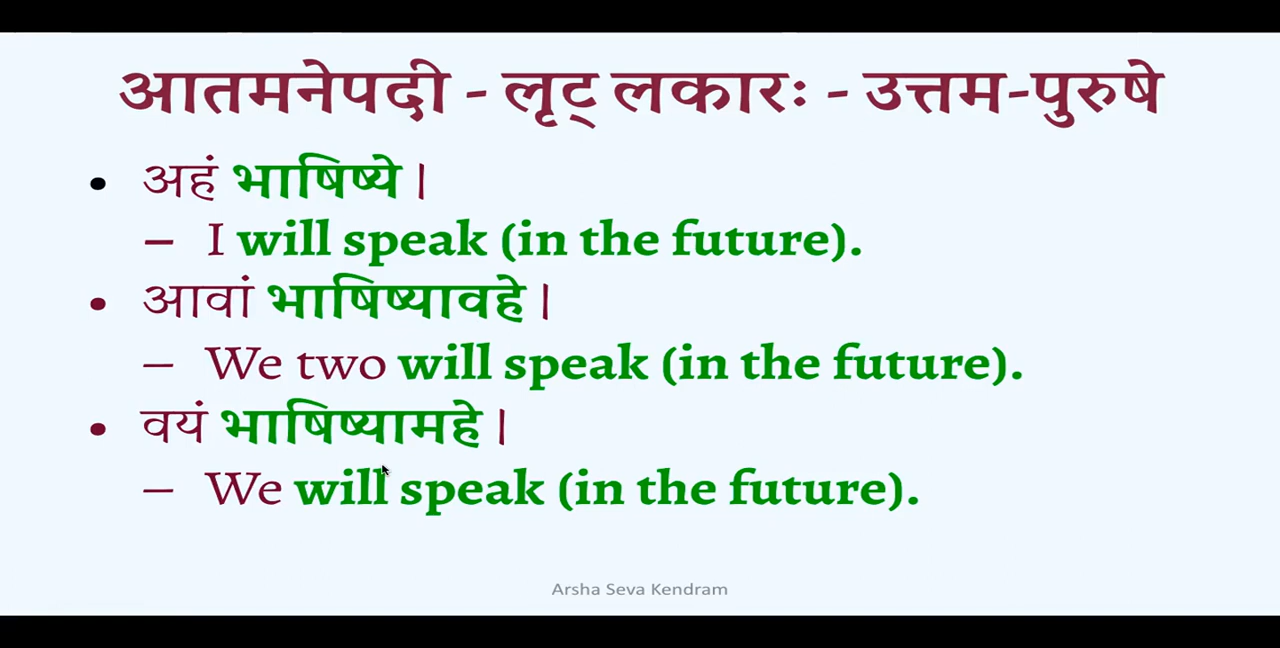 आतमनेपदी - लृट् लकारः - उत्तम-पुरुषे
• अहं भाषिष्ये |
– I will speak (in the future).
• आवां भाषिष्यावहे |
– We two will speak (in the future).
• वयं भाषिष्यामहे |
– We will speak (in the future).
Arsha Seva Kendram